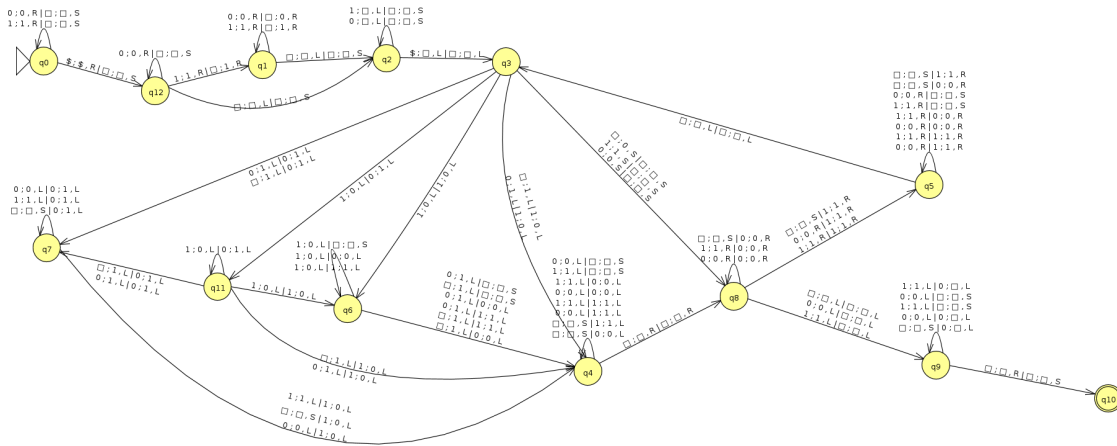 0;0,R|□;□,S
1;1,R|□;□,S
q0
$;$,R|□;□,S
0;0,R|□;□,S
q12
1;1,R|□;1,R
□;□,L|□;□,S
0;0,R|□;0,R
1;1,R|□;1,R
q1
□;□,L|□;□,S
1;□,L|□;□,S
0;□,L|□;□,S
q2
$;□,L|□;□,L
q3
0;1,L|0;1,L
□;1,L|0;1,L
1;0,L|0;1,L
1;0,L|1;0,L
□;1,L|1;0,L
0;1,L|1;0,L
□;0,S|□;□,S
1;1,S|□;□,S
0;0,S|□;□,S
□;□,L|□;□,L
□;□,S|1;1,R
□;□,S|0;0,R
0;0,R|□;□,S
1;1,R|□;□,S
1;1,R|0;0,R
0;0,R|0;0,R
1;1,R|1;1,R
0;0,R|1;1,R
q5
0;0,L|0;1,L
1;1,L|0;1,L
□;□,S|0;1,L
q7
□;1,L|0;1,L
0;1,L|0;1,L
1;0,L|0;1,L
q11
1;0,L|1;0,L
1;0,L|□;□,S
1;0,L|0;0,L
1;0,L|1;1,L
q6
0;1,L|□;□,S
□;1,L|□;□,S
0;1,L|0;0,L
0;1,L|1;1,L
□;1,L|1;1,L
□;1,L|0;0,L
0;0,L|□;□,S
1;1,L|□;□,S
1;1,L|0;0,L
0;0,L|0;0,L
1;1,L|1;1,L
0;0,L|1;1,L
□;□,S|1;1,L
□;□,S|0;0,L
q4
□;□,R|□;□,R
□;□,S|0;0,R
1;1,R|0;0,R
0;0,R|0;0,R
q8
□;□,S|1;1,R
0;0,R|1;1,R
1;1,R|1;1,R
□;□,L|□;□,L
0;0,L|□;□,L
1;1,L|□;□,L
1;1,L|0;□,L
0;0,L|□;□,S
1;1,L|□;□,S
0;0,L|0;□,L
□;□,S|0;□,L
q9
□;□,R|□;□,S
q10
□;1,L|1;0,L
0;1,L|1;0,L
1;1,L|1;0,L
□;□,S|1;0,L
0;0,L|1;0,L